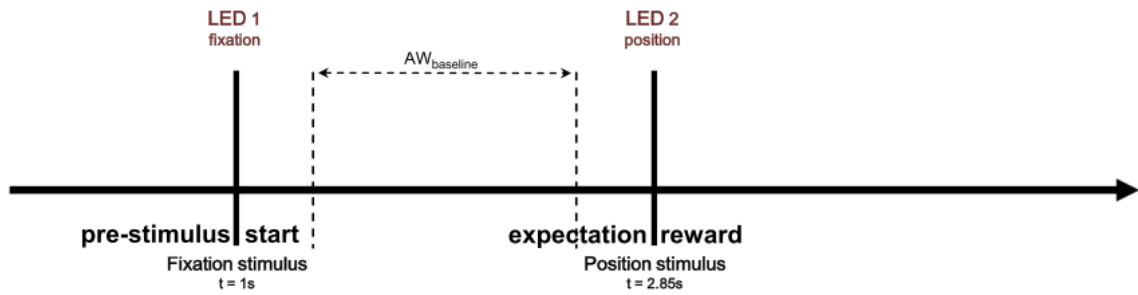 LED 1
fixation
LED 2
position
AWbaseline
pre-stimulus start
expectation reward
Fixation stimulus
t = 1s
Position stimulus
t = 2.85s